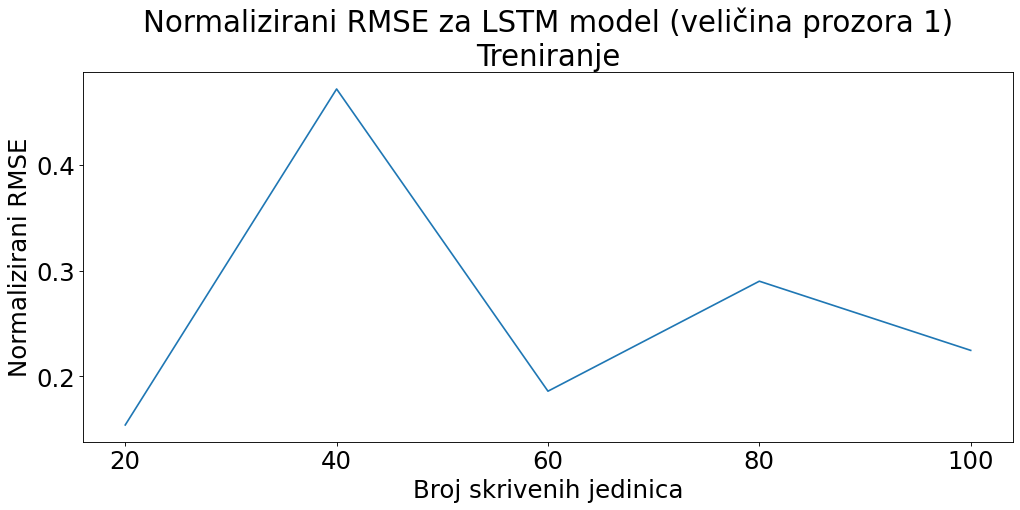 Normalizirani RMSE za LSTM model (veličina prozora 1)
Treniranje
Normalizirani RMSE
0.4
0.3
0.2
20 40 60 80 100
Broj skrivenih jedinica